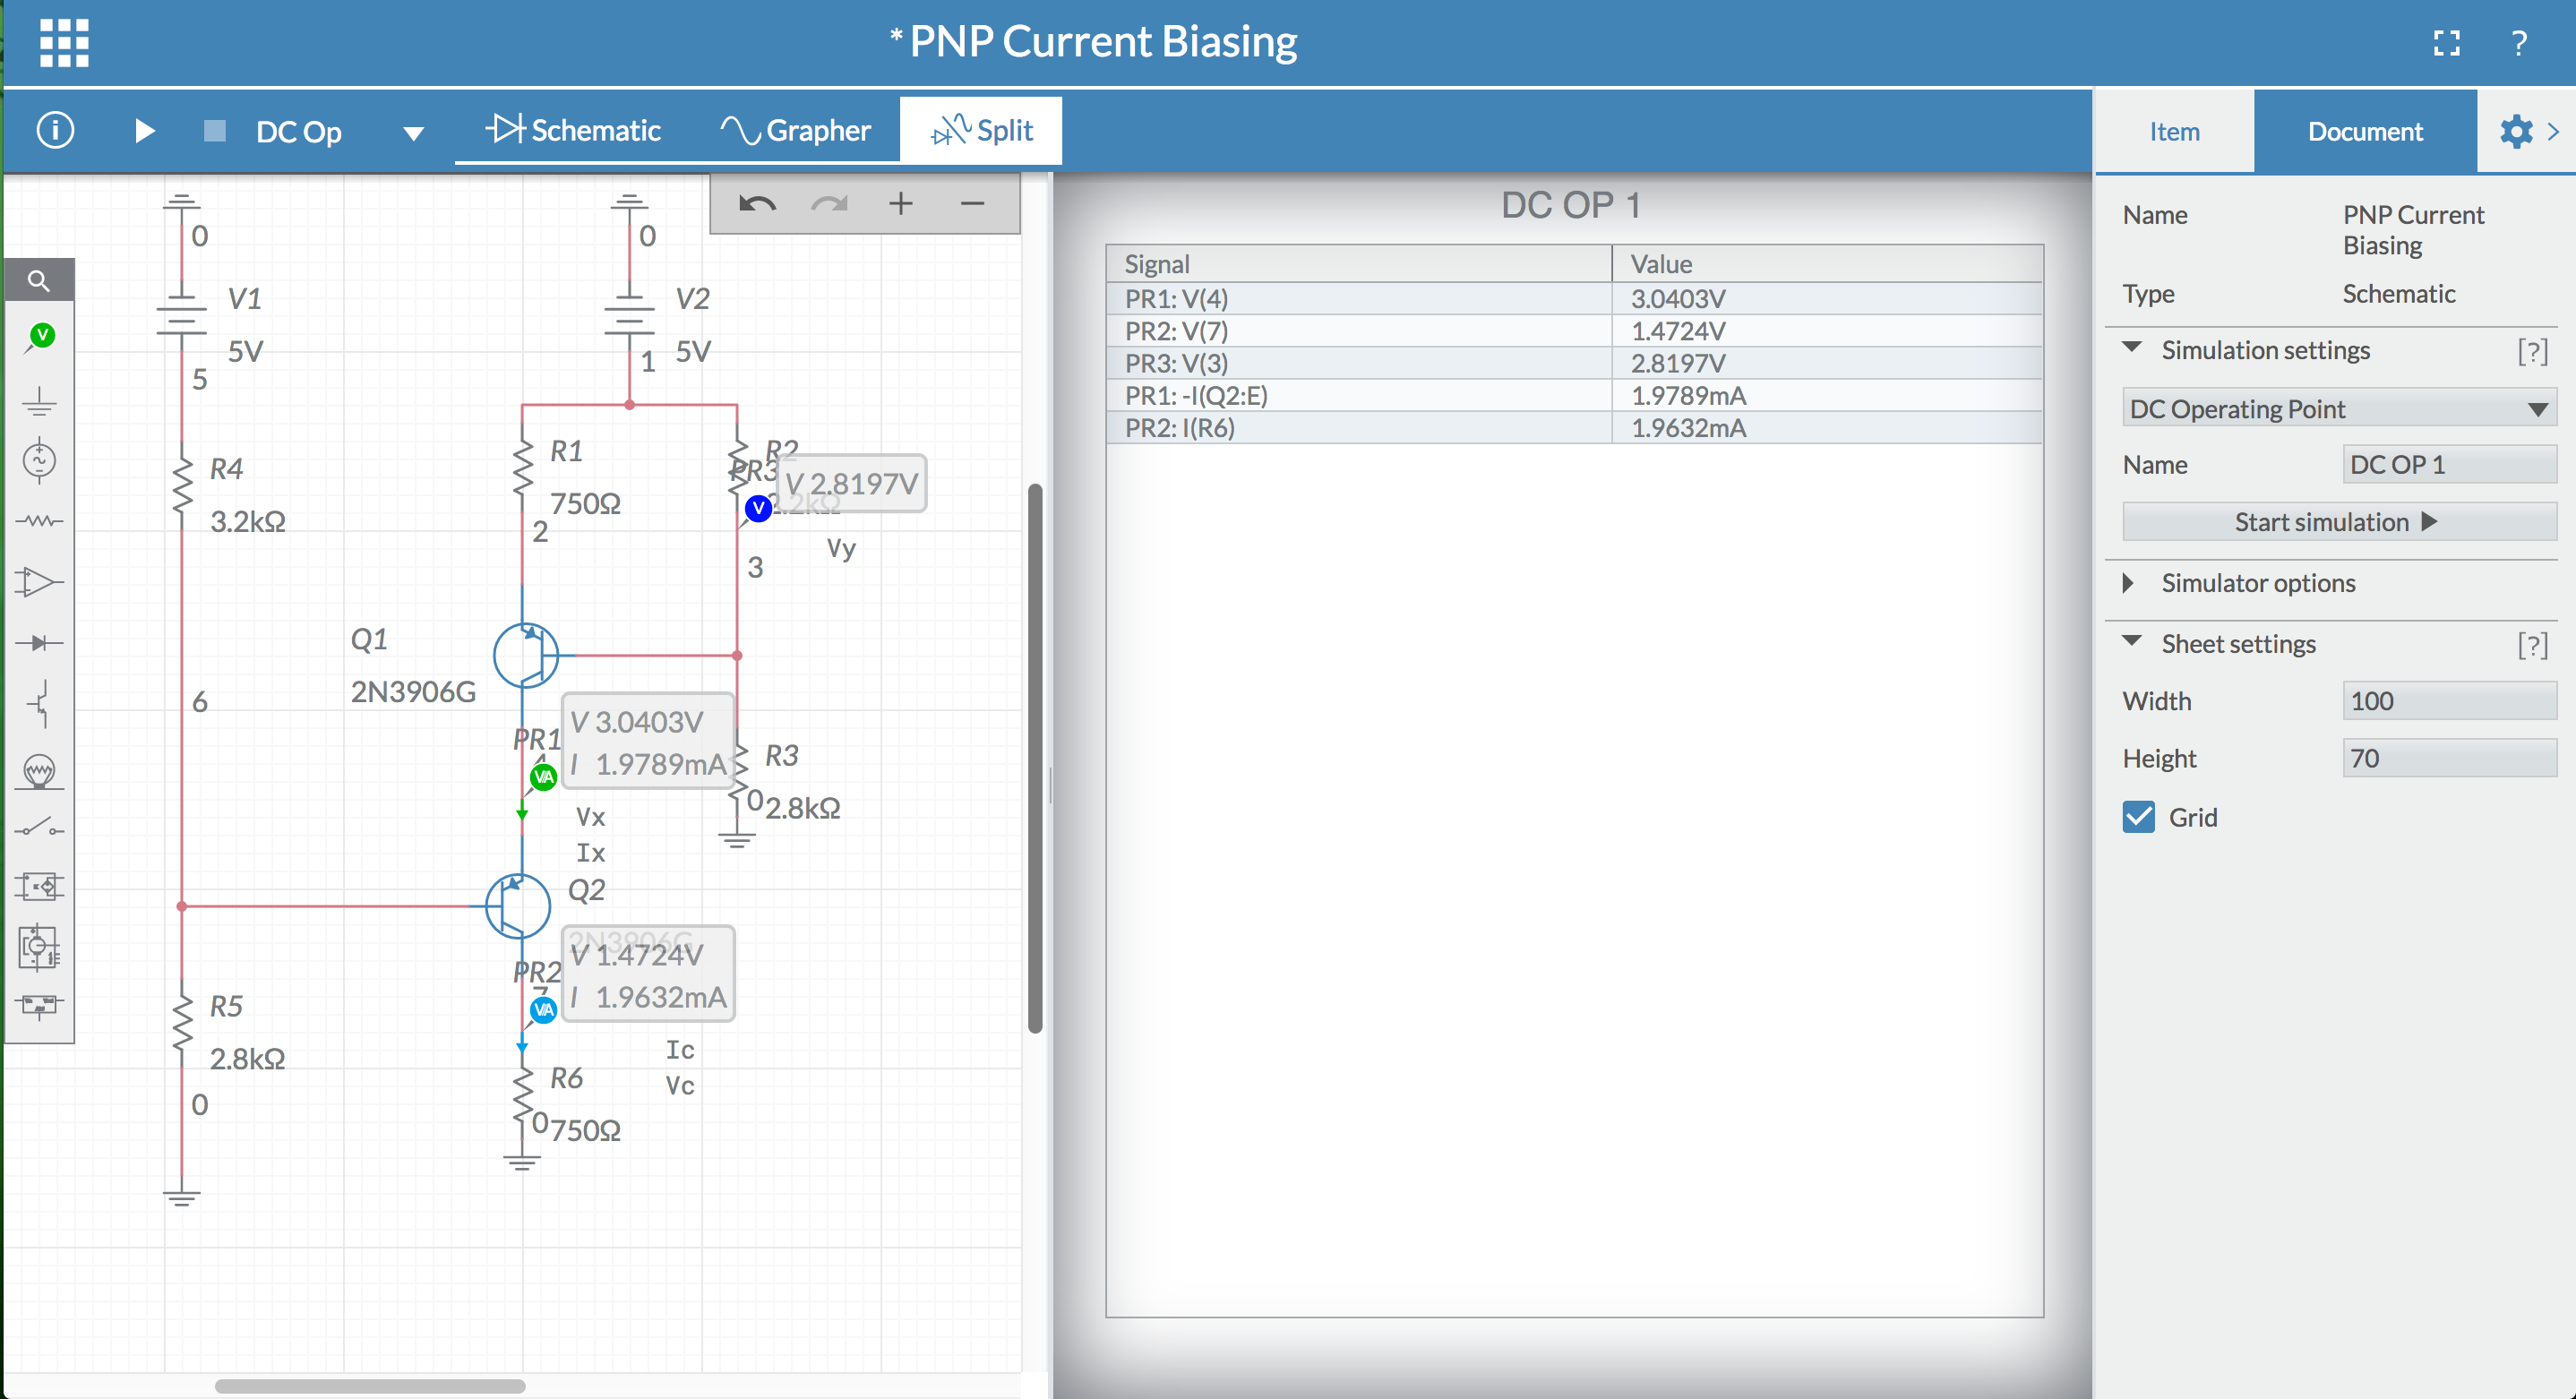 * PNP Current Biasing
?
i
DC Op
Schematic
Grapher
Split
Item
Document
DC OP 1
Signal Value
PR1: V(4) 3.0403V
PR2: V(7) 1.4724V
PR3: V(3) 2.8197V
PR1: -I(Q2:E) 1.9789mA
PR2: I(R6) 1.9632mA
0
V1
5V
5
R4
3.2kΩ
6
R5
2.8kΩ
0
0
V2
5V
1
R1
750Ω
2
R2
2.2kΩ
PR3
V 2.8197V
V
Vy
3
Q1
2N3906G
PR1
4
V 3.0403V
I 1.9789mA
VA
Vx
Ix
R3
0
2.8kΩ
Q2
2N3906G
PR2
7
V 1.4724V
I 1.9632mA
VA
Ic
Vc
R6
0
750Ω
V
Name PNP Current
Biasing
Type Schematic
Simulation settings [?]
DC Operating Point
Name DC OP 1
Start simulation
Simulator options
Sheet settings [?]
Width 100
Height 70
Grid